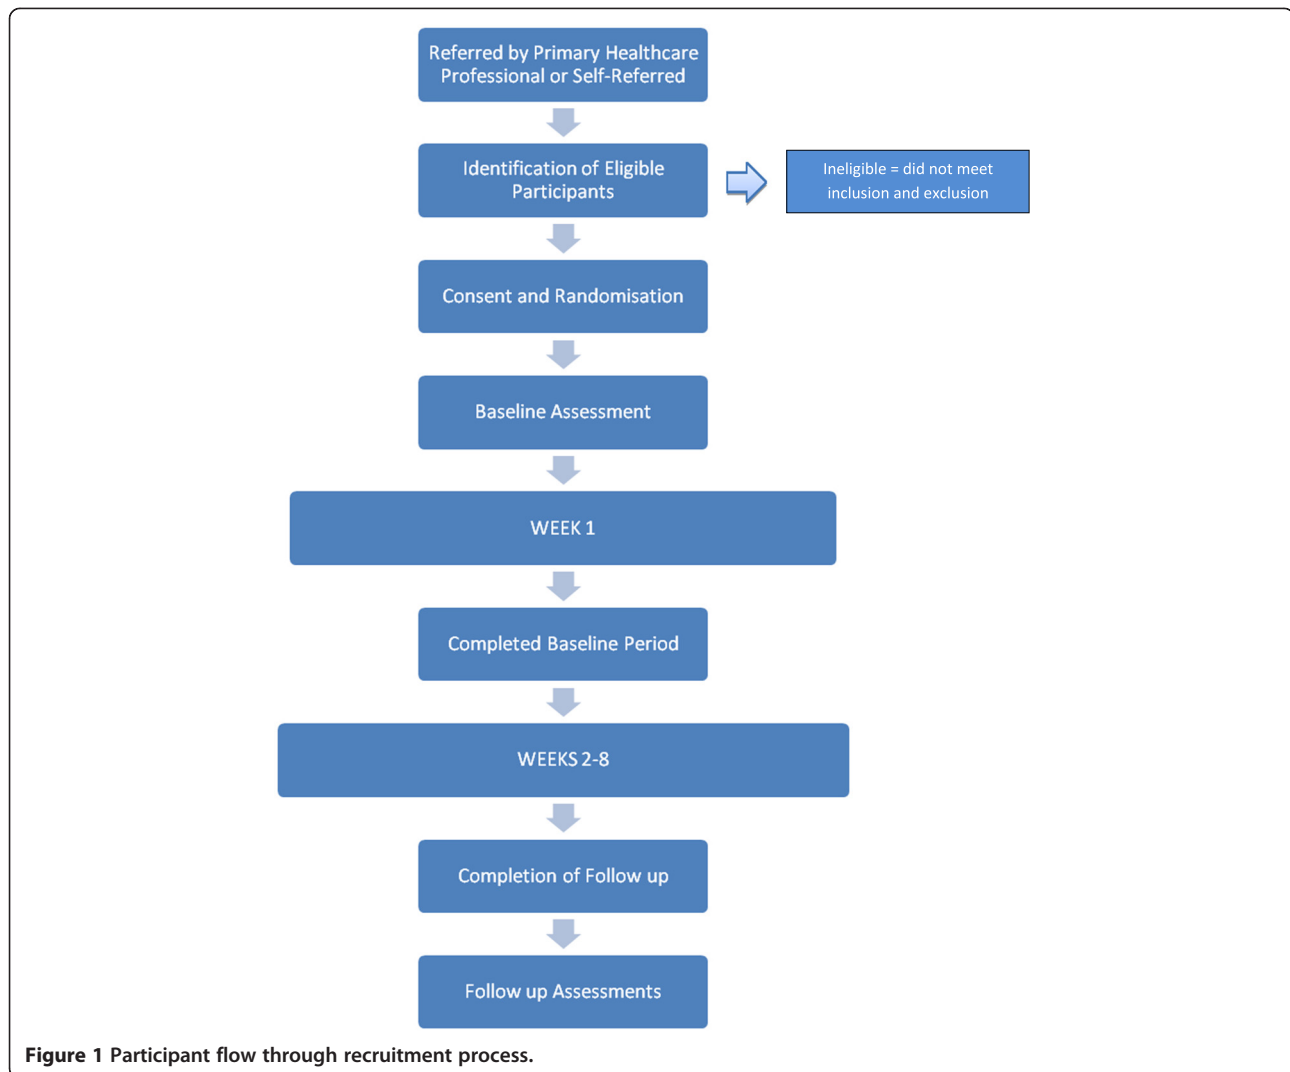 Referred by Primary Healthcare
Professional or Self-Referred
Identification of Eligible
Participants
Ineligible = did not meet
inclusion and exclusion
Consent and Randomisation
Baseline Assessment
WEEK 1
Completed Baseline Period
WEEKS 2-8
Completion of Follow up
Follow up Assessments
Figure 1 Participant flow through recruitment process.